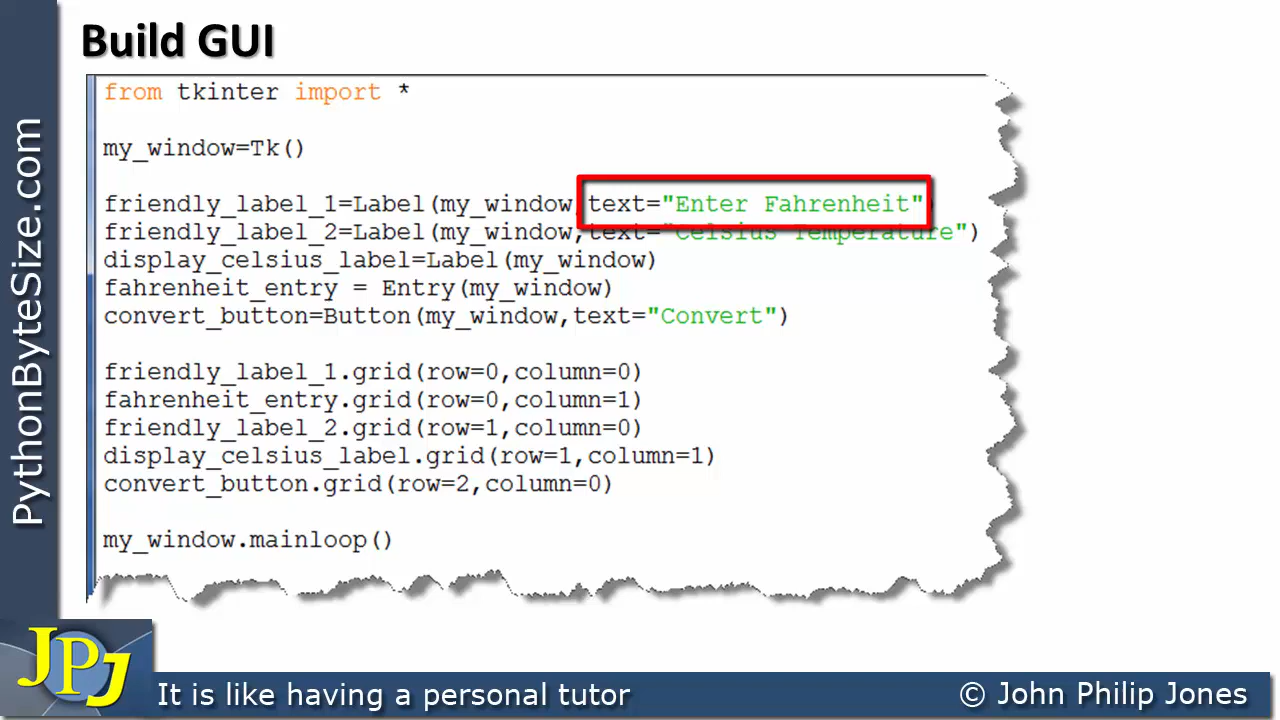 Build GUI
from tkinter import *
my_window=Tk()
friendly_label_1=Label(my_window,text="Enter Fahrenheit")
friendly_label_2=Label(my_window,text="Celsius Temperature")
display_celsius_label=Label(my_window)
fahrenheit_entry = Entry(my_window)
convert_button=Button(my_window,text="Convert")
friendly_label_1.grid(row=0,column=0)
fahrenheit_entry.grid(row=0,column=1)
friendly_label_2.grid(row=1,column=0)
display_celsius_label.grid(row=1,column=1)
convert_button.grid(row=2,column=0)
my_window.mainloop()
PythonByteSize.com
JPJ
It is like having a personal tutor
© John Philip Jones